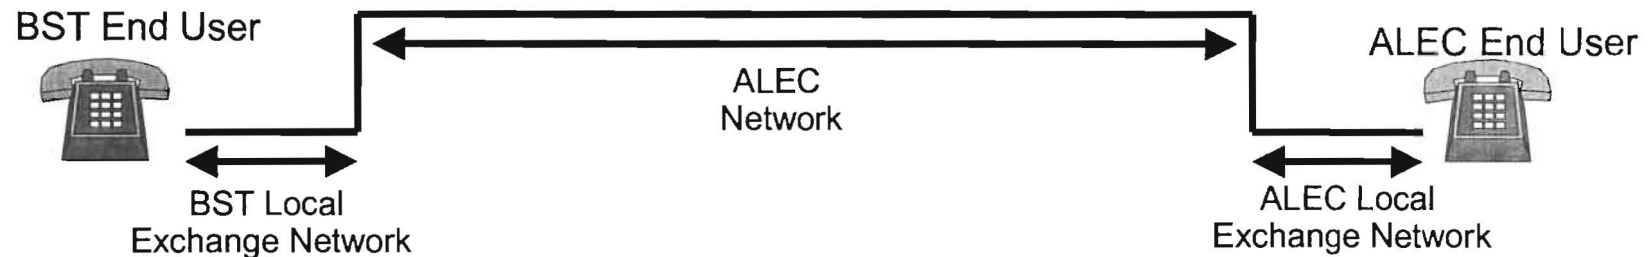 BST End User
ALEC End User
ALEC
Network
BST Local
Exchange Network
ALEC Local
Exchange Network